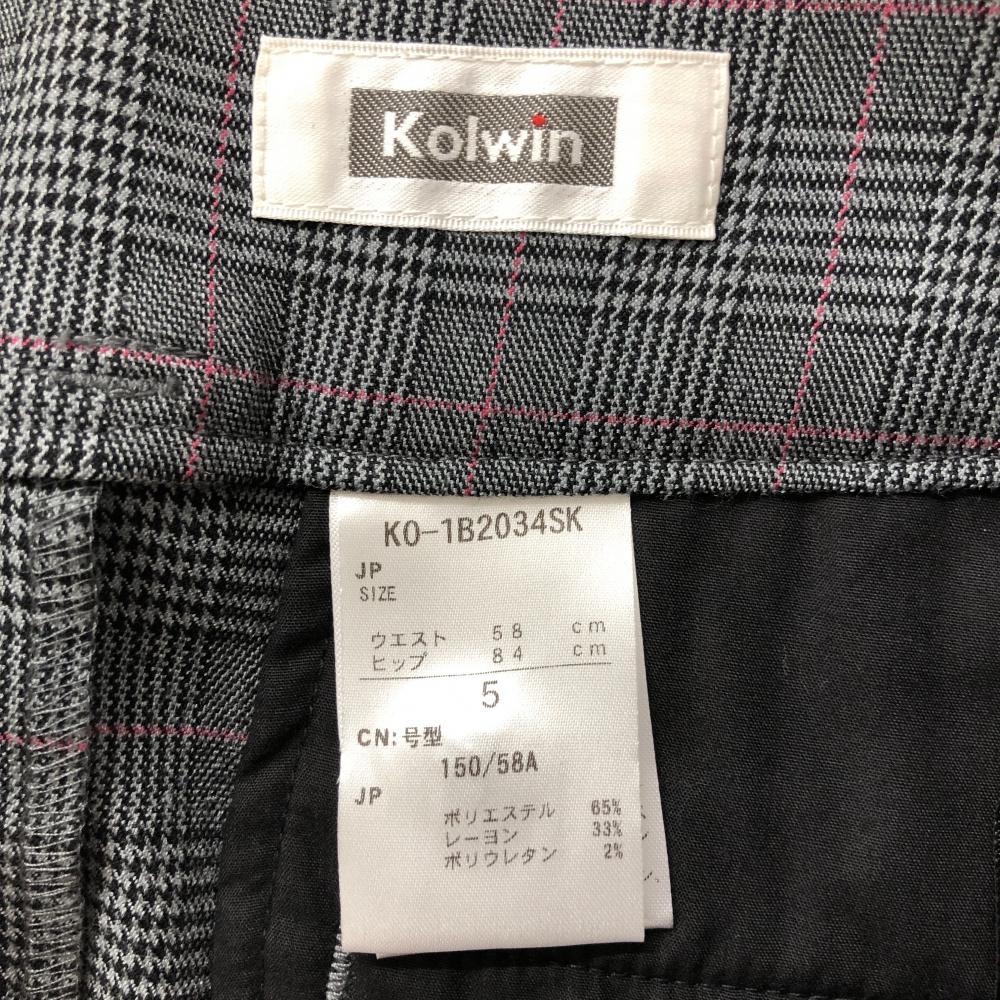 Kolwin
KO-1B2034SK
JP
SIZE
ウエスト 58 cm
ヒップ 84 cm
5
CN:号型
150/58A
JP
ポリエステル 65%
レーヨン 33%
ポリウレタン 2%